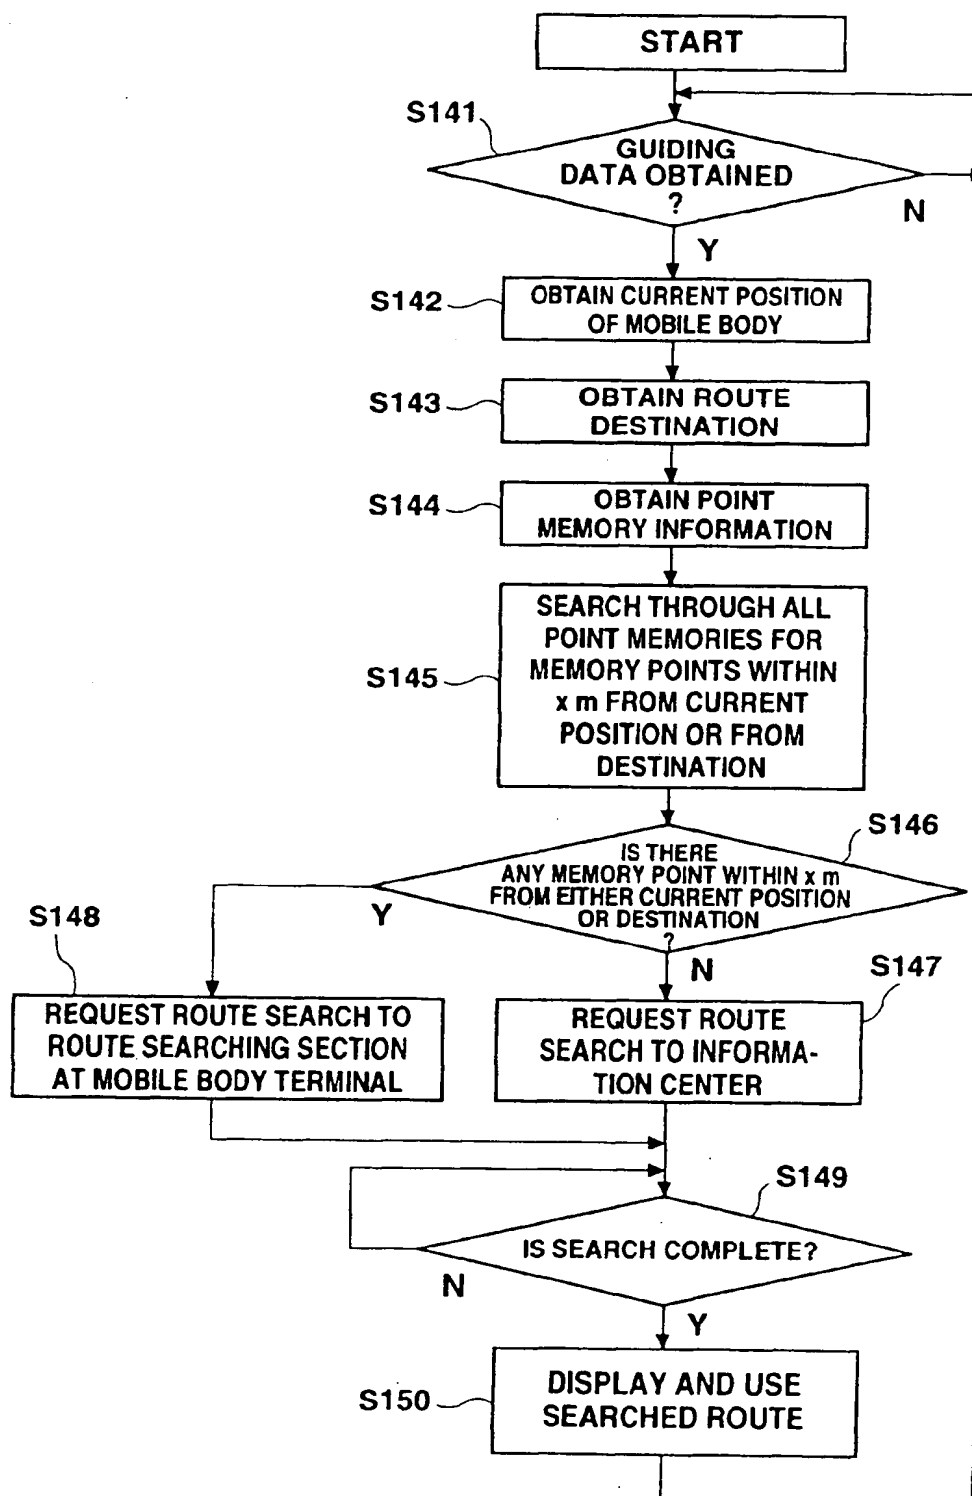 START
S141
GUIDING
DATA OBTAINED
?
N
Y
S142
OBTAIN CURRENT POSITION
OF MOBILE BODY
S143
OBTAIN ROUTE
DESTINATION
S144
OBTAIN POINT
MEMORY INFORMATION
S145
SEARCH THROUGH ALL
POINT MEMORIES FOR
MEMORY POINTS WITHIN
x m FROM CURRENT
POSITION OR FROM
DESTINATION
S146
IS THERE
ANY MEMORY POINT WITHIN x m
FROM EITHER CURRENT POSITION
OR DESTINATION
?
Y
N
S148
REQUEST ROUTE SEARCH TO
ROUTE SEARCHING SECTION
AT MOBILE BODY TERMINAL
S147
REQUEST ROUTE
SEARCH TO INFORMA-
TION CENTER
S149
IS SEARCH COMPLETE?
N
Y
S150
DISPLAY AND USE
SEARCHED ROUTE